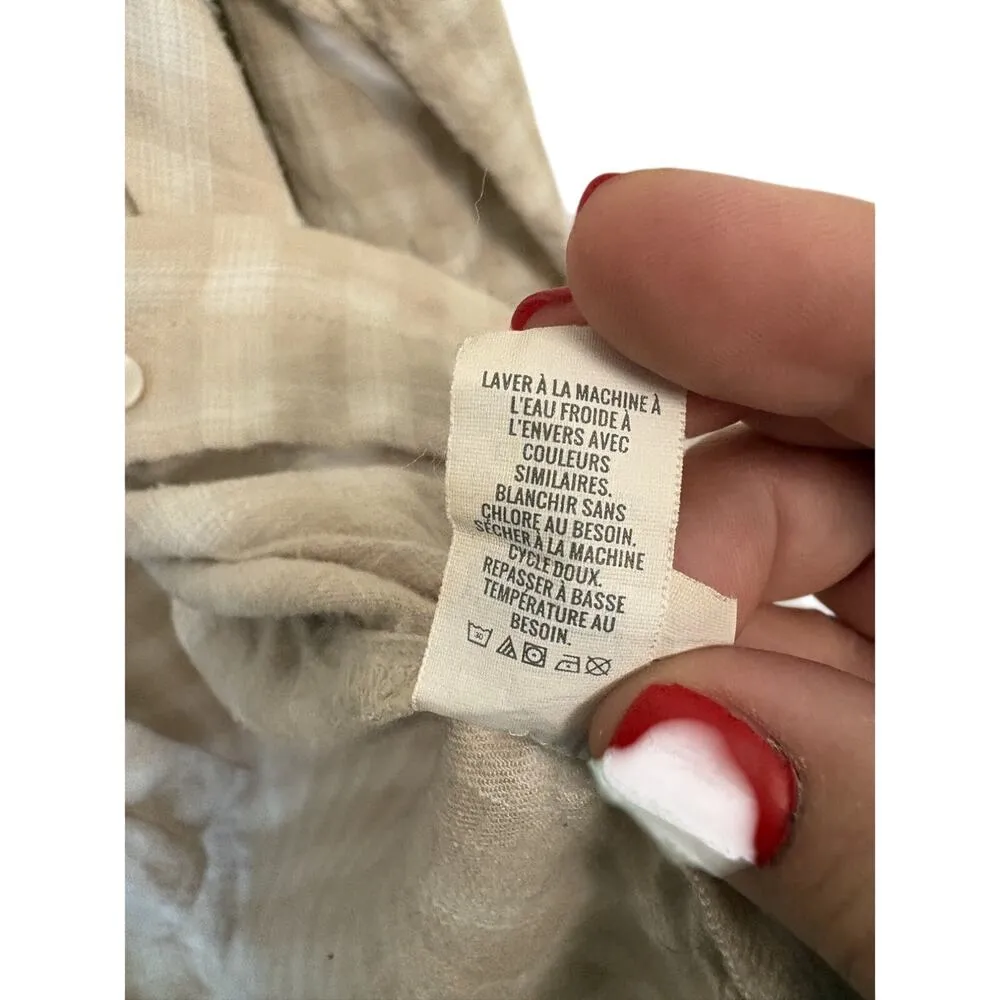 LAVER À LA MACHINE À
L'EAU FROIDE À
L'ENVERS AVEC
COULEURS
SIMILAIRES.
BLANCHIR SANS
CHLORE AU BESOIN.
SÉCHER À LA MACHINE
CYCLE DOUX.
REPASSER À BASSE
TEMPÉRATURE AU
BESOIN.
30